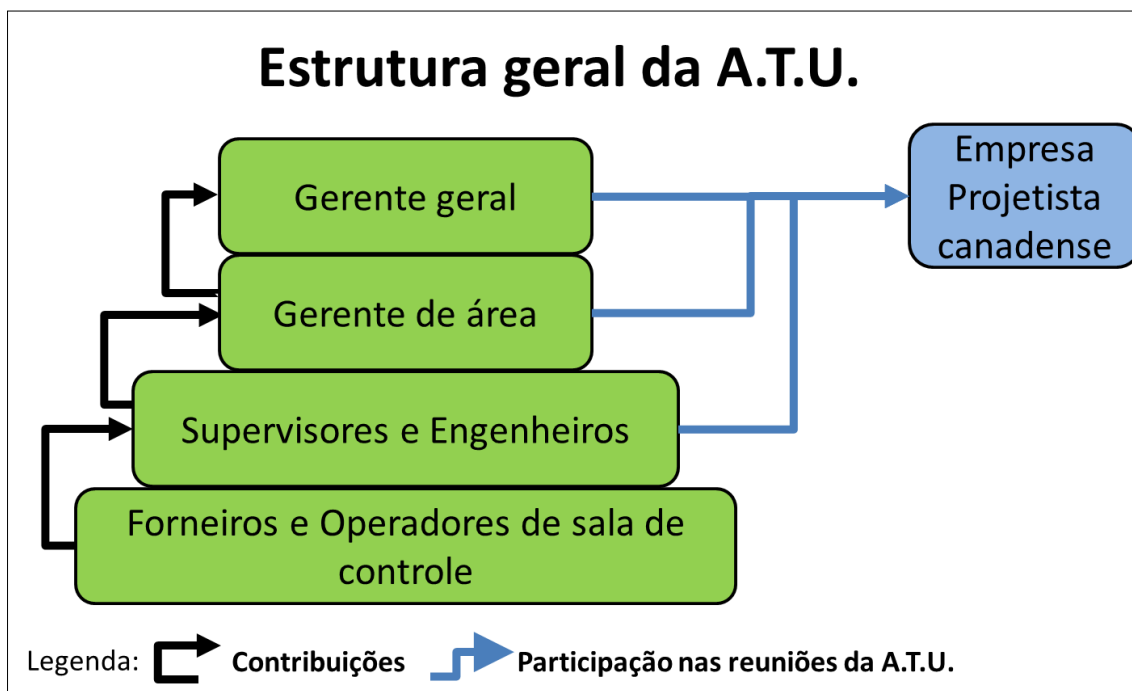 Estrutura geral da A.T.U.
Gerente geral
Empresa
Projetista
canadense
Gerente de área
Supervisores e Engenheiros
Forneiros e Operadores de sala de
controle
Legenda: Contribuições Participação nas reuniões da A.T.U.